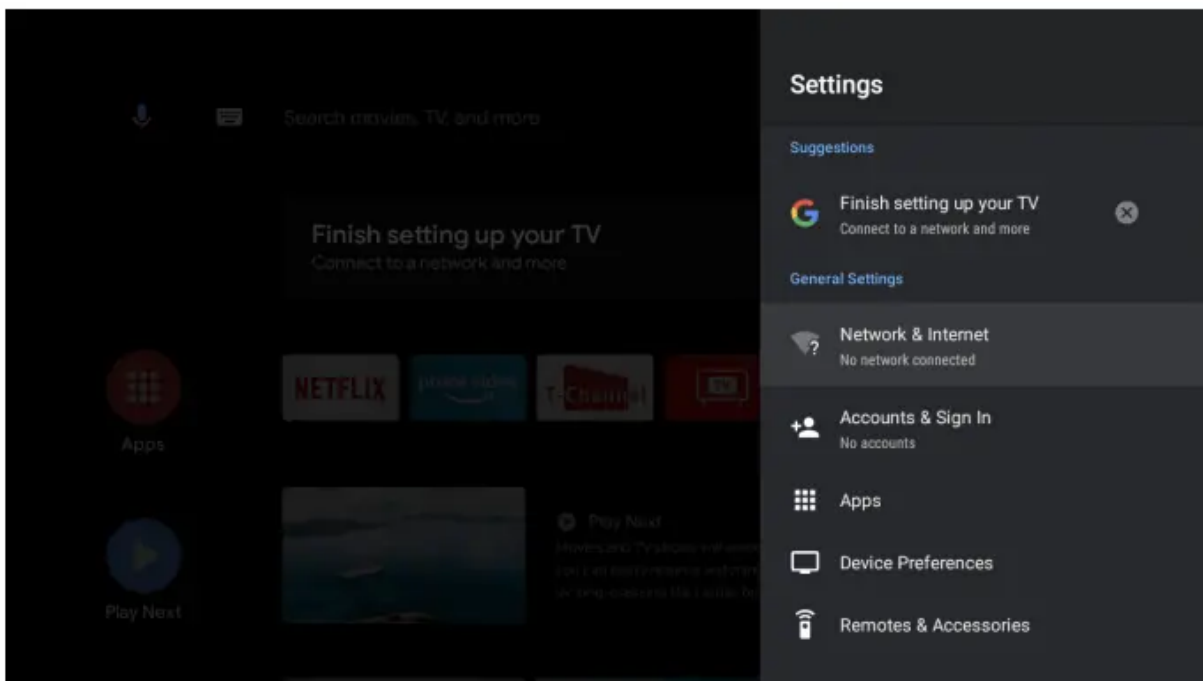 Search movies, TV, and more
Finish setting up your TV
Connect to a network and more
NETFLIX
prime video
T-Channel
TV
Apps
Play Next
Play Next
Settings
Suggestions
Finish setting up your TV
Connect to a network and more
General Settings
Network & Internet
No network connected
Accounts & Sign In
No accounts
Apps
Device Preferences
Remotes & Accessories